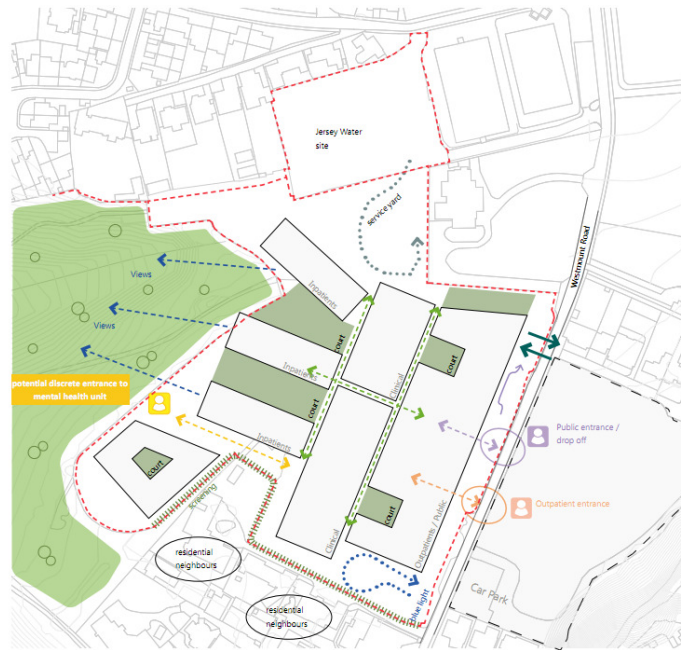 Jersey Water
site
service yard
Westmount Road
Views
Inpatients
Views
court
court
Clinical
Inpatients
potential discrete entrance to
mental health unit
court
Public entrance /
drop off
Inpatients
court
screening
Outpatient entrance
court
Clinical
Outpatients / Public
residential
neighbours
blue light
Car Park
residential
neighbours